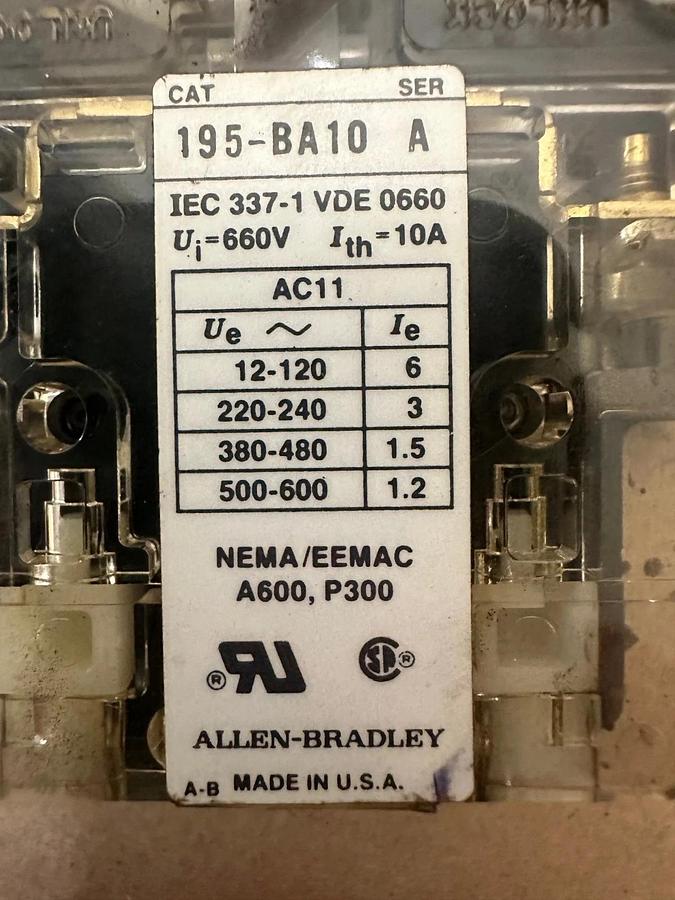 CAT SER
195-BA10 A
IEC 337-1 VDE 0660
Ui=660V Ith=10A
AC11
Ue ~ Ie
12-120 6
220-240 3
380-480 1.5
500-600 1.2
NEMA/EEMAC
A600, P300
® UR SA ®
ALLEN-BRADLEY
A-B MADE IN U.S.A.